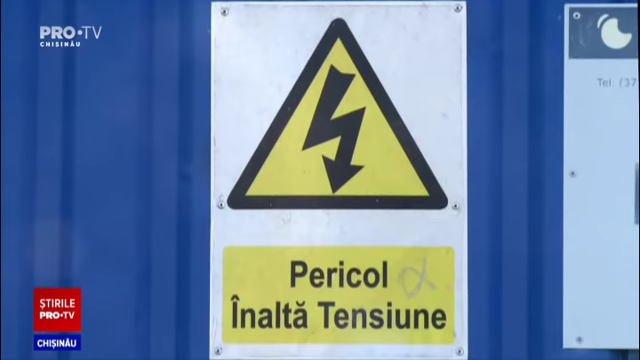 PRO•TV
CHIȘINĂU
Tel. (37
Pericol
Înaltă Tensiune
ȘTIRILE
PRO•TV
CHIȘINĂU